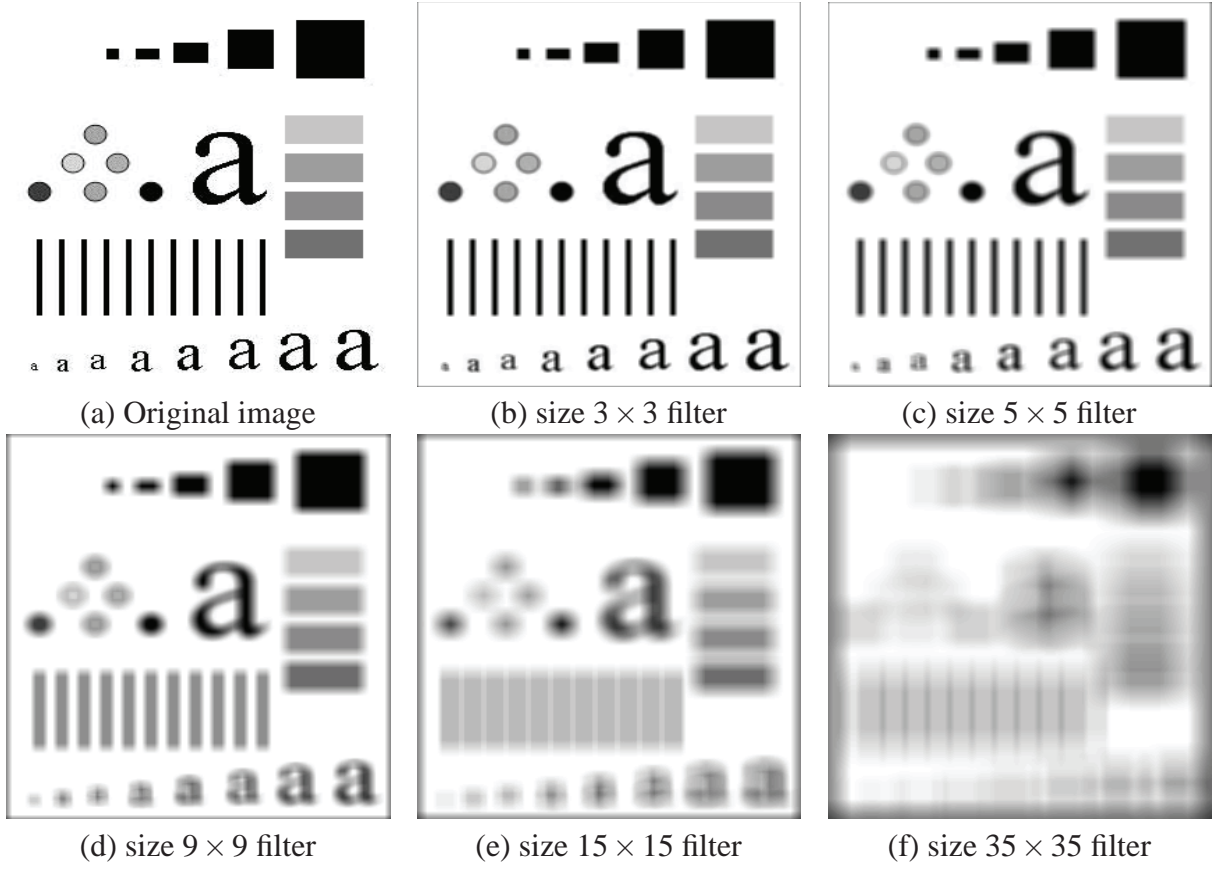 a
a a a a a a a a
(a) Original image
a
a a a a a a a a
(b) size 3 × 3 filter
a
a a a a a a a a
(c) size 5 × 5 filter
a
a a a a a a
(d) size 9 × 9 filter
a
(e) size 15 × 15 filter
(f) size 35 × 35 filter